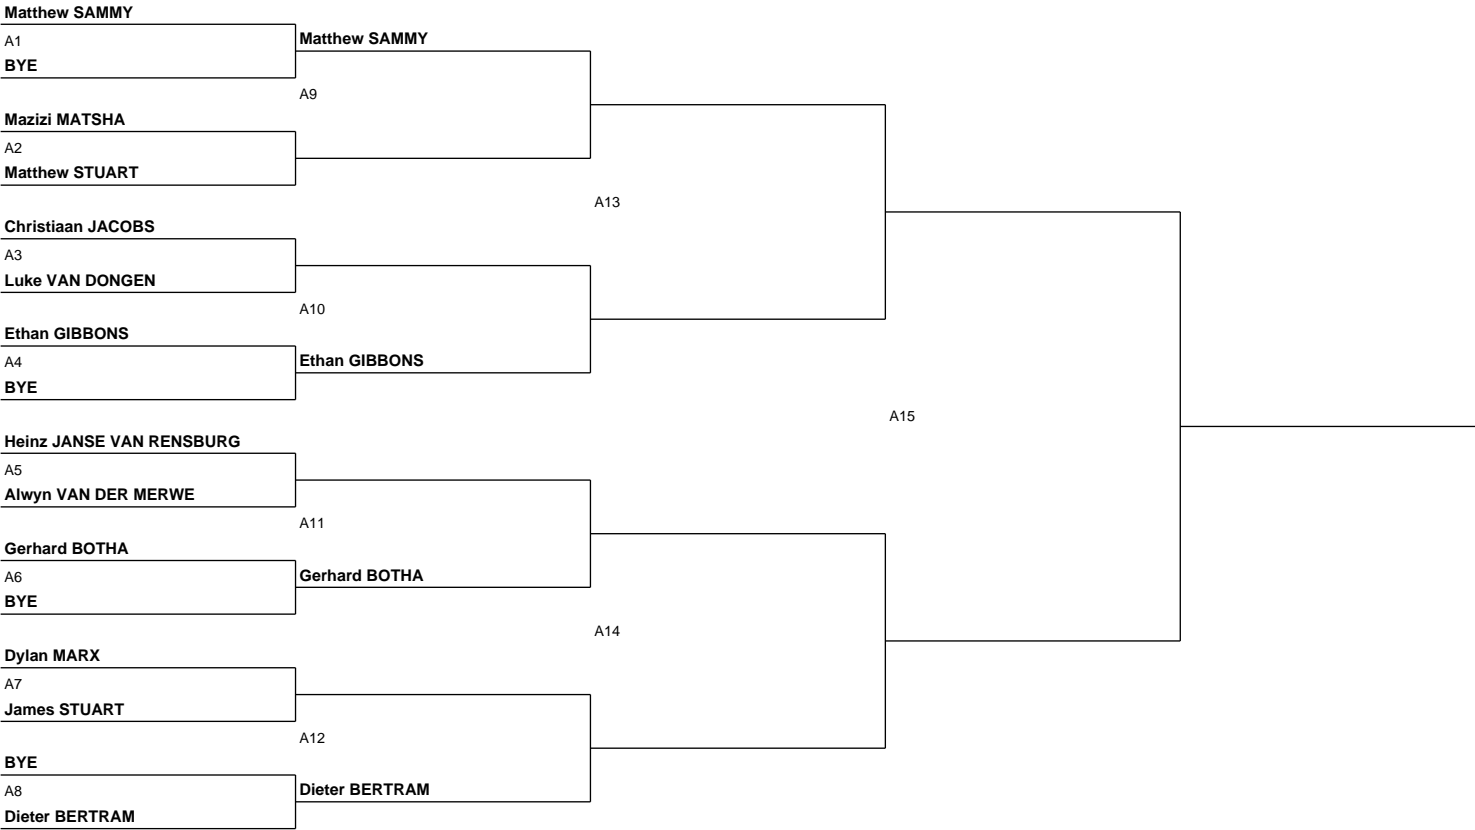 Matthew SAMMY
A1
BYE
Matthew SAMMY
A9
Mazizi MATSHA
A2
Matthew STUART
A13
Christiaan JACOBS
A3
Luke VAN DONGEN
A10
Ethan GIBBONS
A4
BYE
Ethan GIBBONS
A15
Heinz JANSE VAN RENSBURG
A5
Alwyn VAN DER MERWE
A11
Gerhard BOTHA
A6
BYE
Gerhard BOTHA
A14
Dylan MARX
A7
James STUART
A12
BYE
A8
Dieter BERTRAM
Dieter BERTRAM